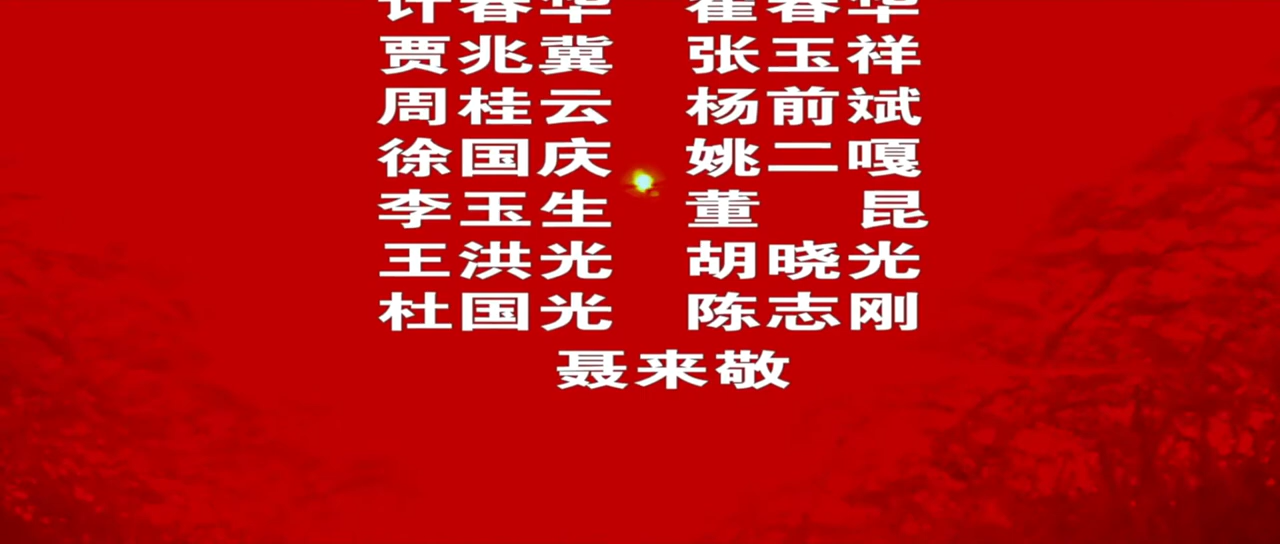 贾兆冀 张玉祥
周桂云 杨前斌
徐国庆 姚二嘎
李玉生 董 昆
王洪光 胡晓光
杜国光 陈志刚
聂来敬